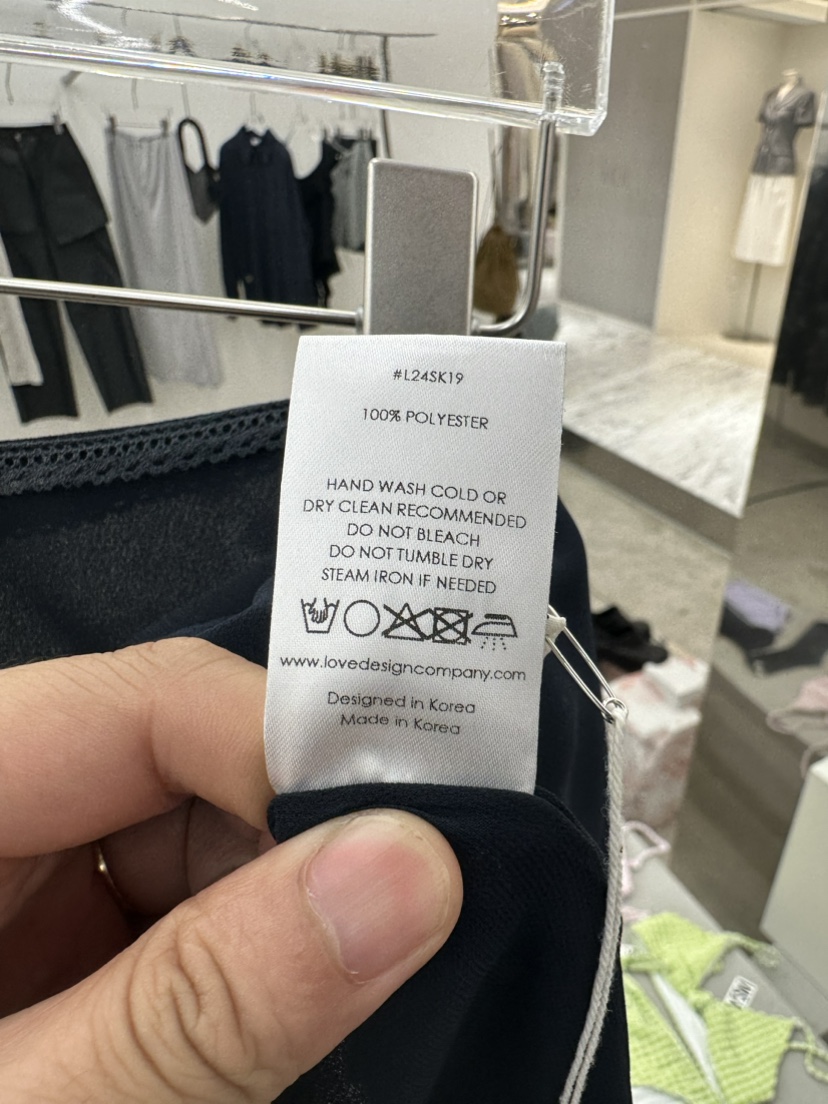 #L24SK19
100% POLYESTER
HAND WASH COLD OR
DRY CLEAN RECOMMENDED
DO NOT BLEACH
DO NOT TUMBLE DRY
STEAM IRON IF NEEDED
www.lovedesigncompany.com
Designed in Korea
Made in Korea